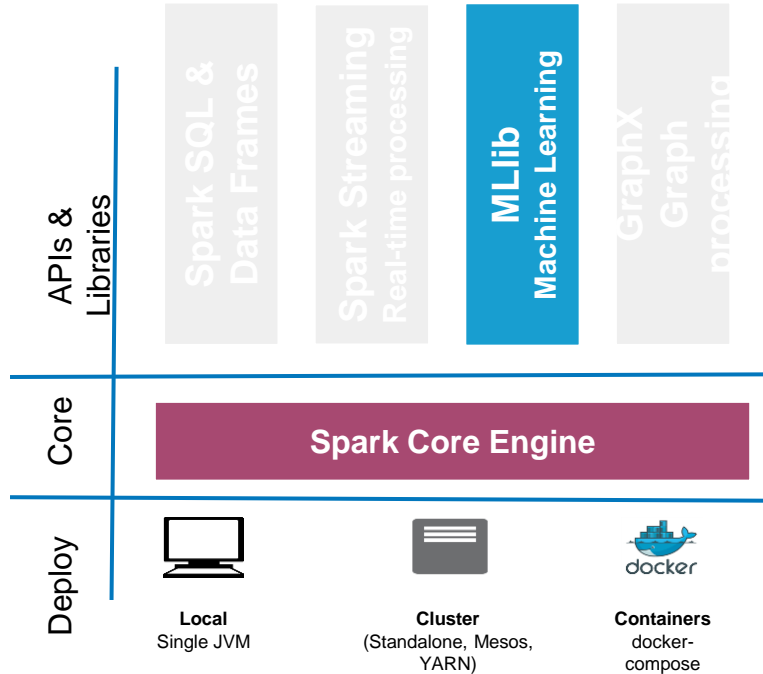 APIs &
Libraries
Spark SQL &
Data Frames
Spark Streaming
Real-time processing
MLlib
Machine Learning
GraphX
Graph
processing
Core
Spark Core Engine
Deploy
docker
Local
Single JVM
Cluster
(Standalone, Mesos,
YARN)
Containers
docker-
compose